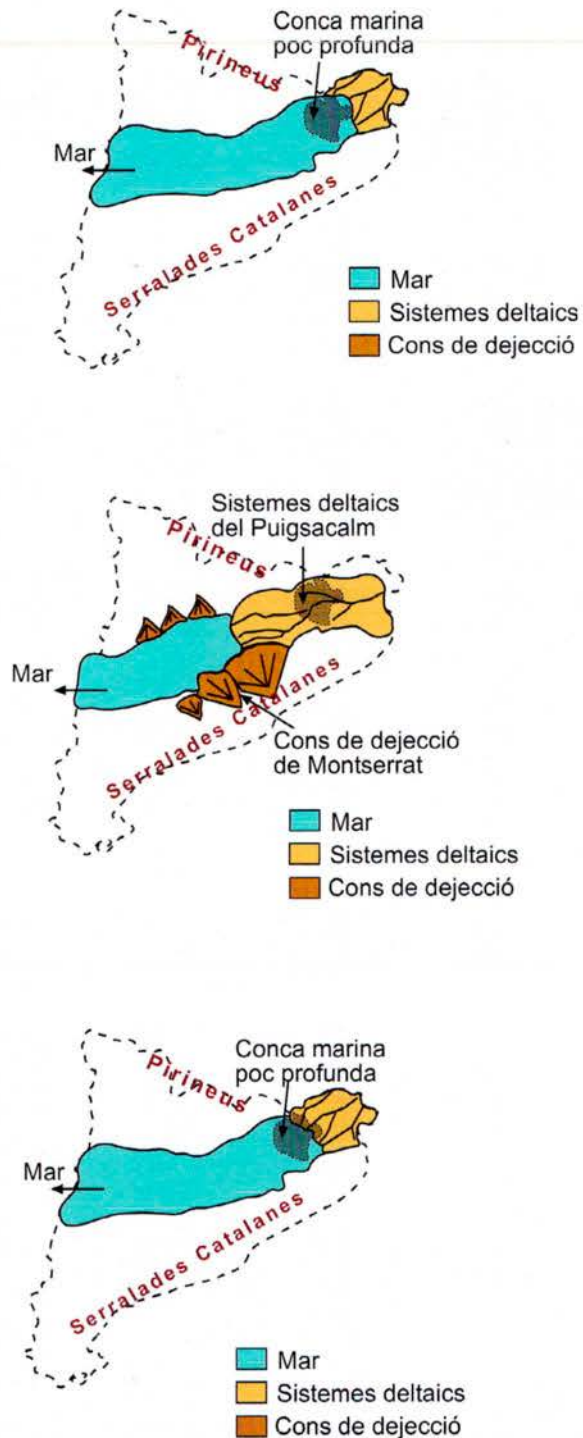 Conca marina
poc profunda
Pirineus
Mar
Serralades Catalanes
Mar
Sistemes deltaics
Cons de dejecció
Sistemes deltaics
del Puigsacalm
Pirineus
Mar
Serralades Catalanes
Cons de dejecció
de Montserrat
Mar
Sistemes deltaics
Cons de dejecció
Conca marina
poc profunda
Pirineus
Mar
Serralades Catalanes
Mar
Sistemes deltaics
Cons de dejecció